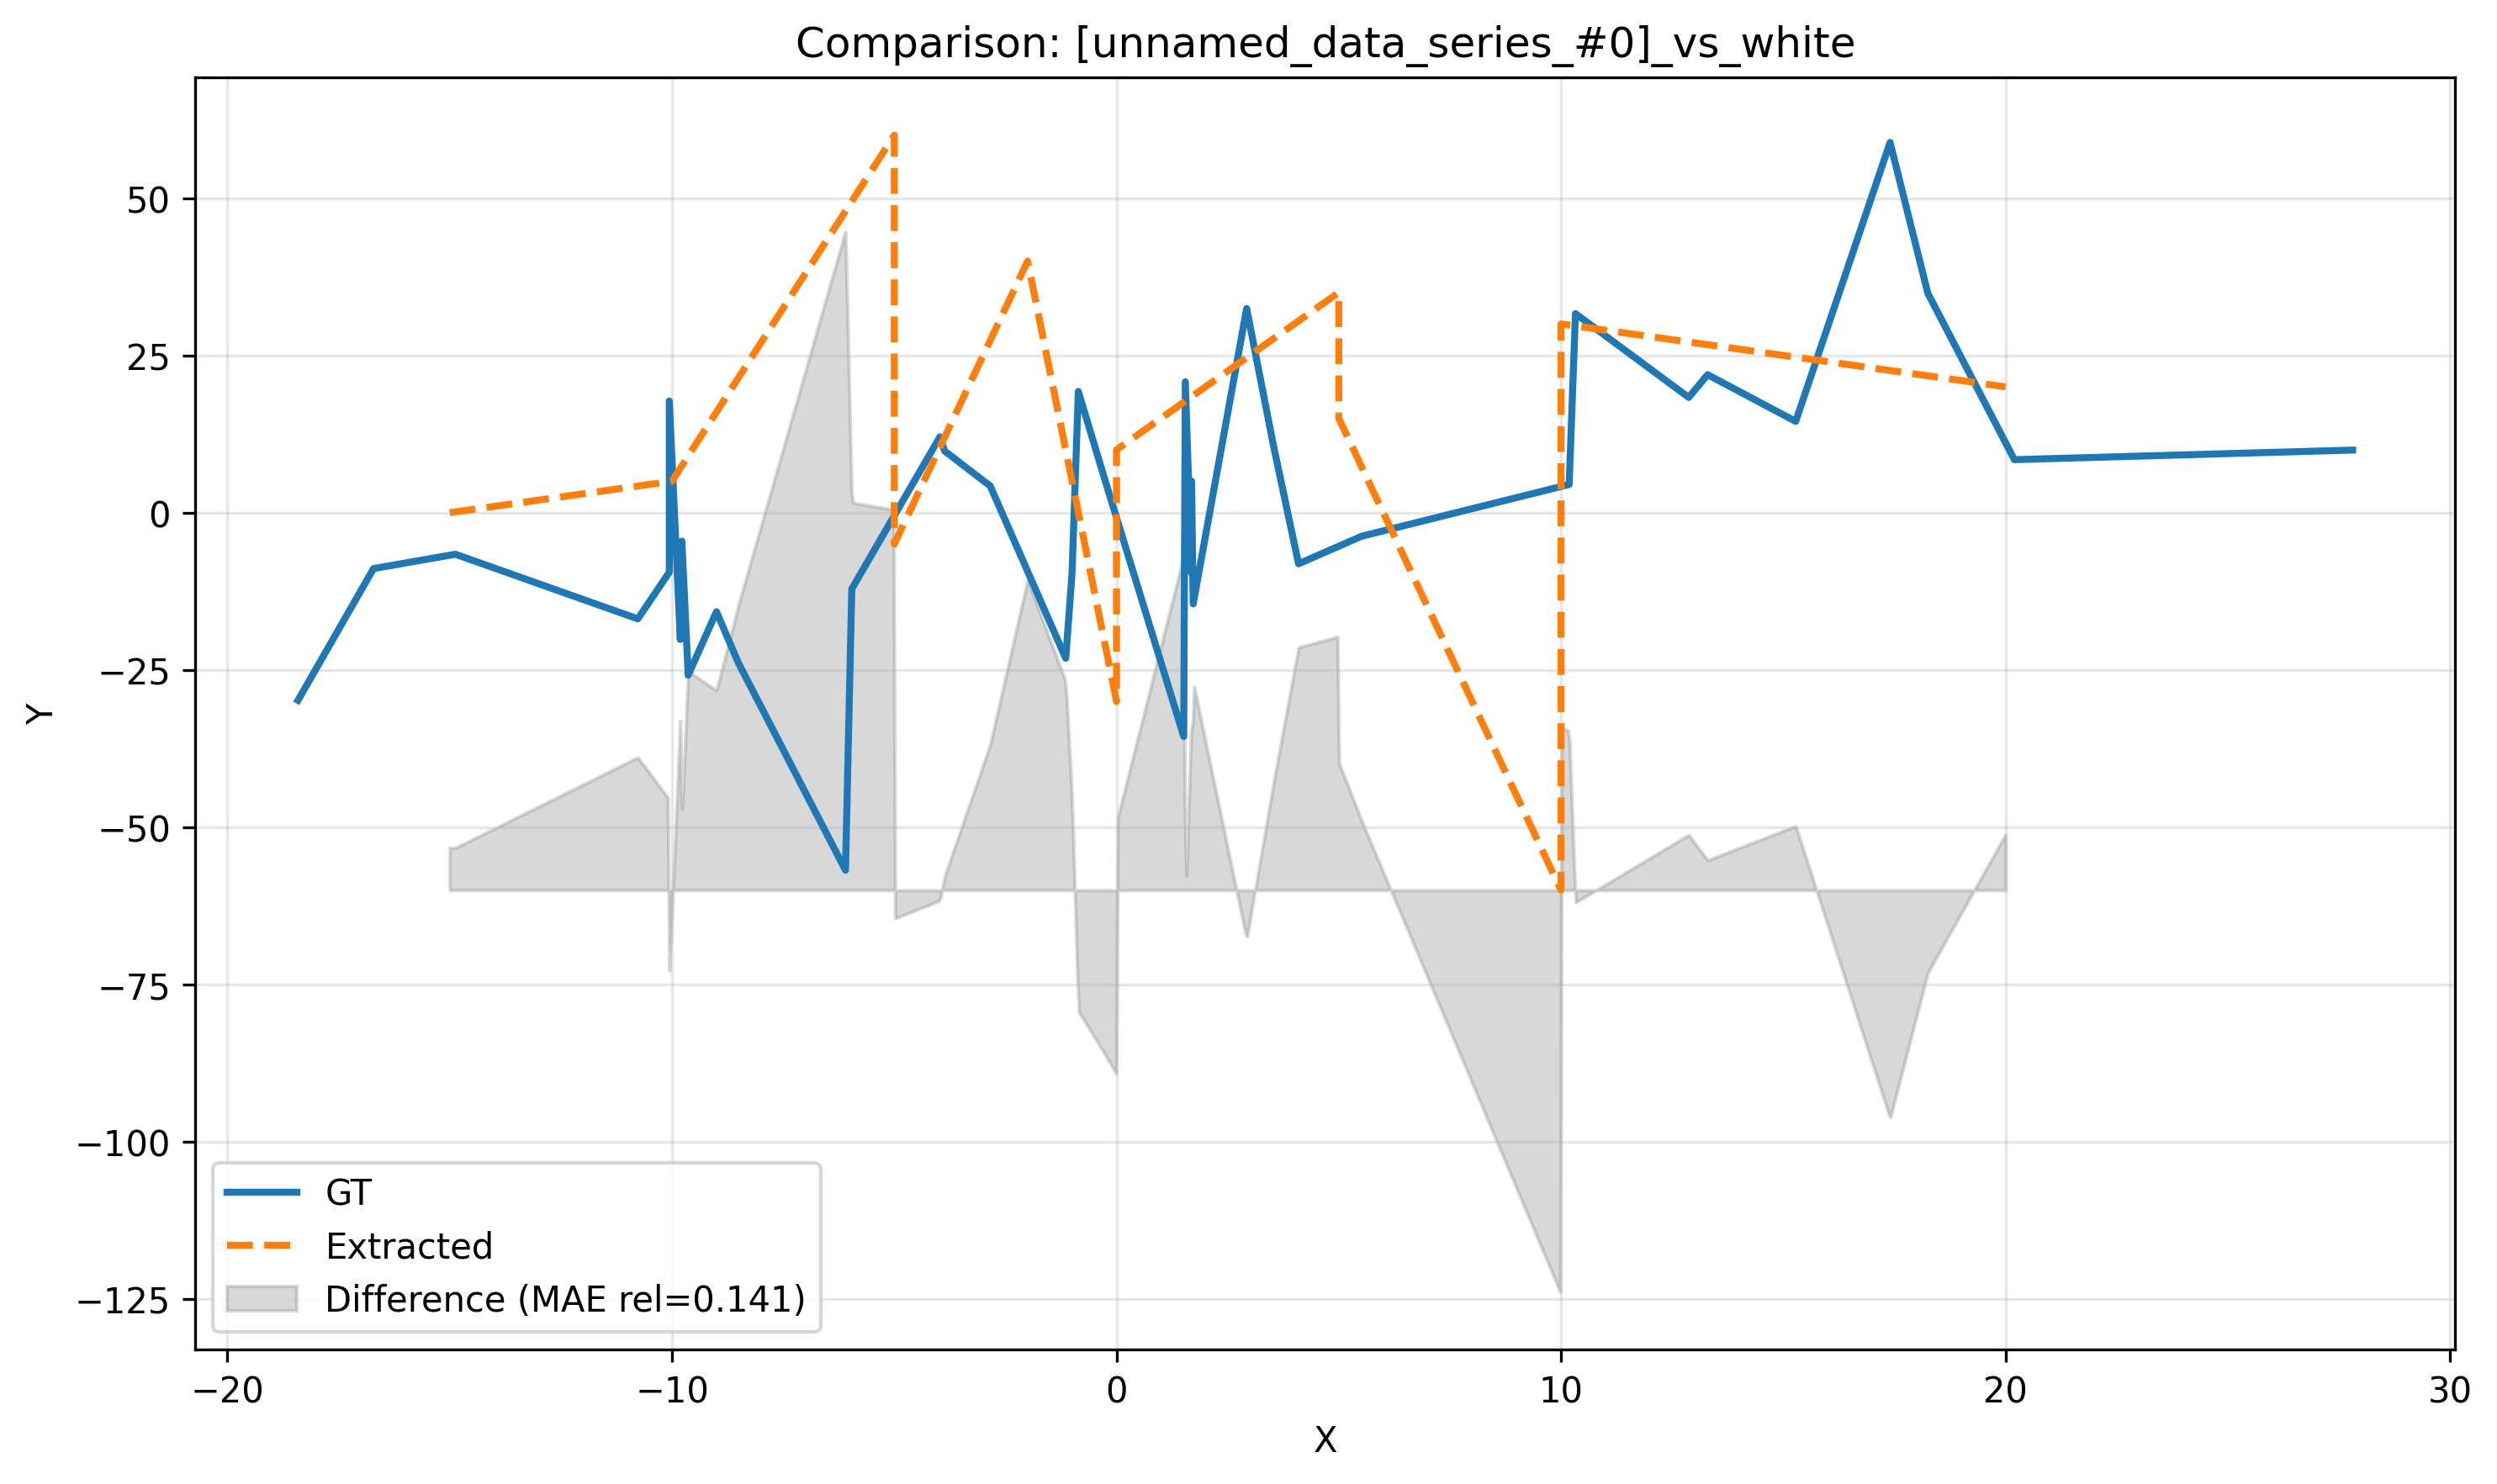 Comparison: [unnamed_data_series_#0]_vs_white
Y
50
25
0
−25
−50
−75
−100
−125
GT
Extracted
Difference (MAE rel=0.141)
−20
−10
0
10
20
30
X